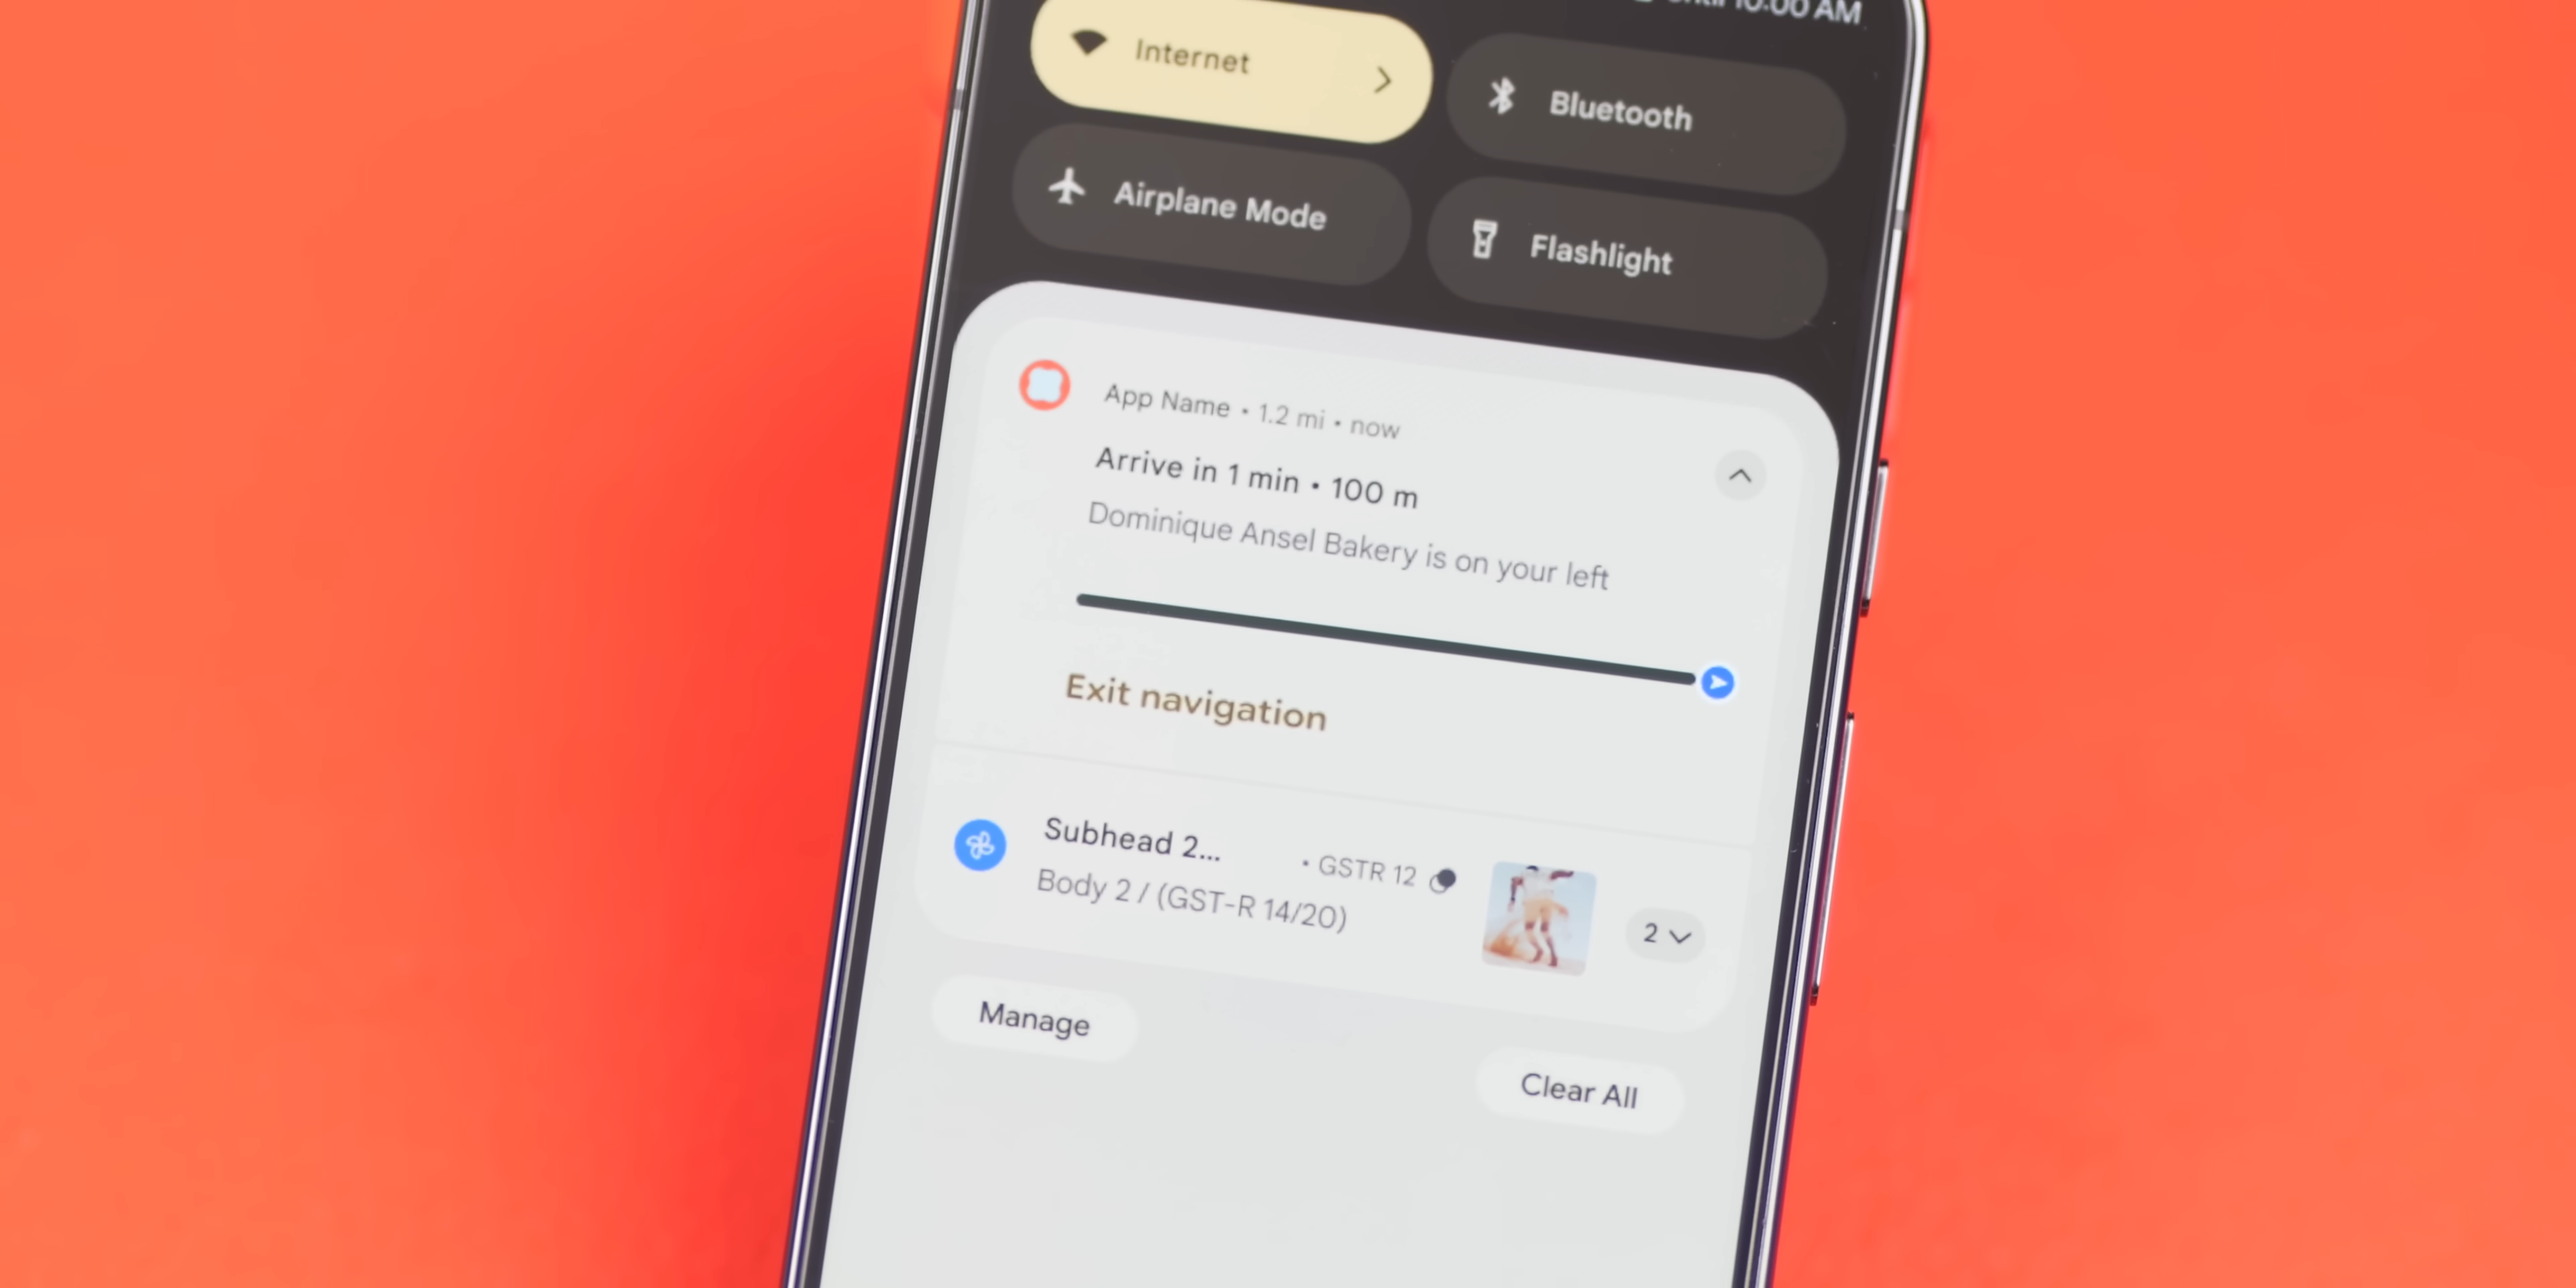 until 10:00 AM
Internet
Bluetooth
Airplane Mode
Flashlight
App Name • 1.2 mi • now
Arrive in 1 min • 100 m
Dominique Ansel Bakery is on your left
Exit navigation
Subhead 2... • GSTR 12
Body 2 / (GST-R 14/20)
2
Manage
Clear All